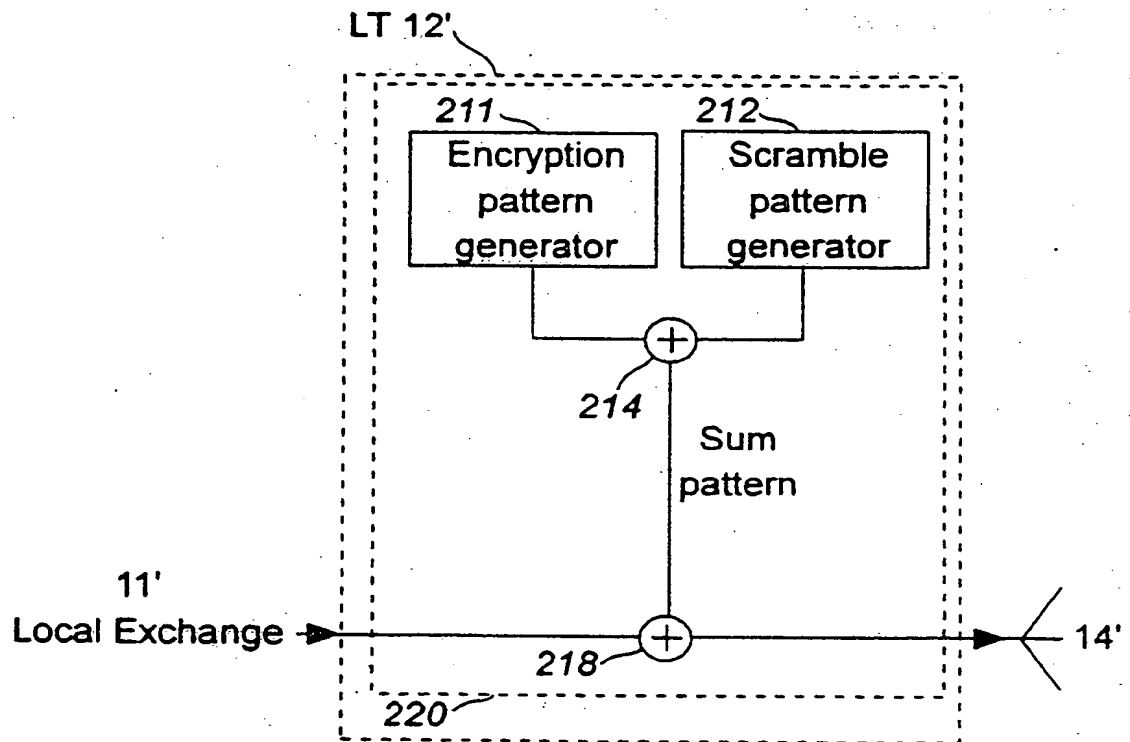 LT 12'
211
212
Encryption
pattern
generator
Scramble
pattern
generator
+
214
Sum
pattern
11'
Local Exchange
+
218
14'
220